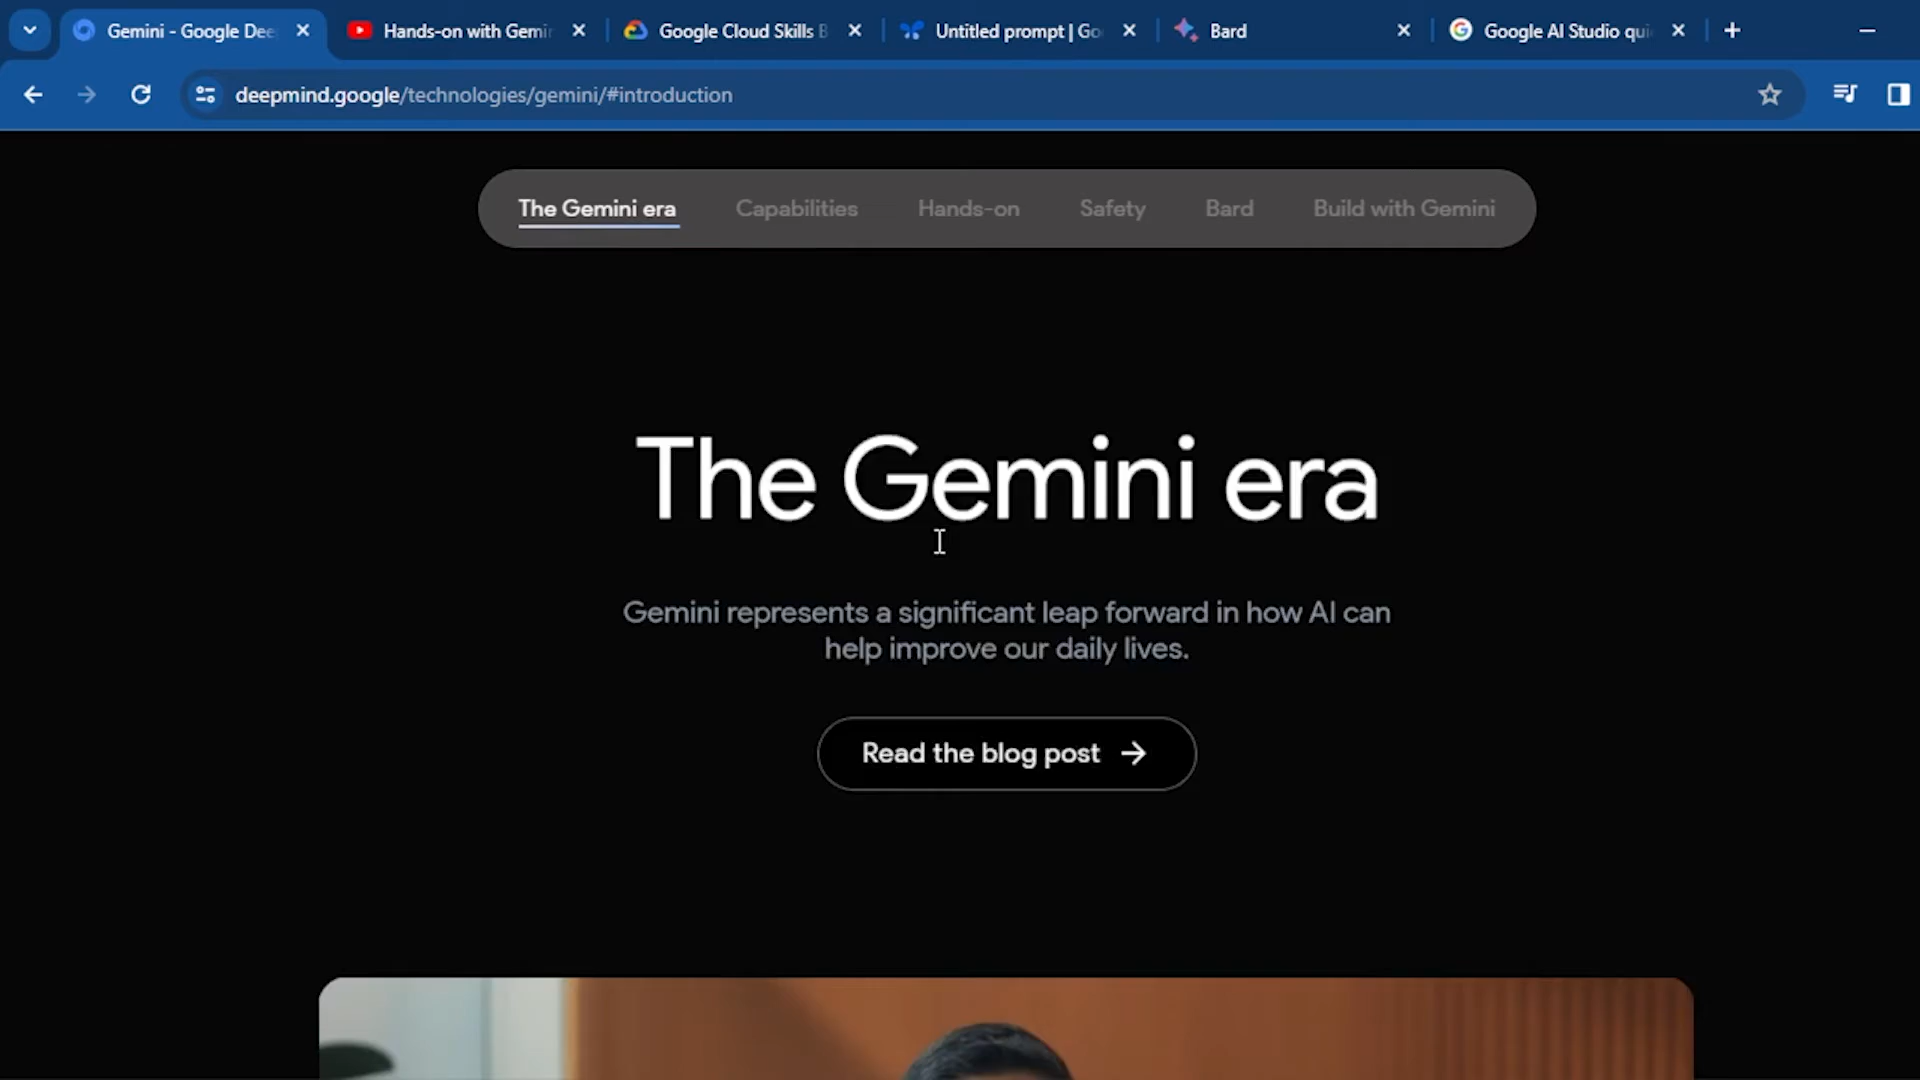 Gemini - Google Dee
Hands-on with Gemin
Google Cloud Skills B
Untitled prompt | Go
Bard
Google AI Studio qui
deepmind.google/technologies/gemini/#introduction
The Gemini era
Capabilities
Hands-on
Safety
Bard
Build with Gemini
The Gemini era
Gemini represents a significant leap forward in how AI can
help improve our daily lives.
Read the blog post →